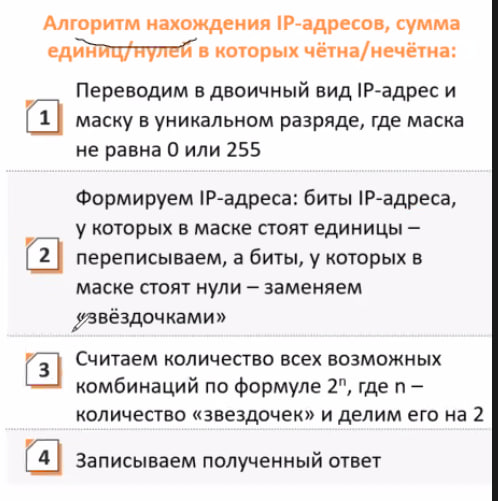 Алгоритм нахождения IP-адресов, сумма
единиц/нулей в которых чётна/нечётна:
1
Переводим в двоичный вид IP-адрес и
маску в уникальном разряде, где маска
не равна 0 или 255
2
Формируем IP-адреса: биты IP-адреса,
у которых в маске стоят единицы –
переписываем, а биты, у которых в
маске стоят нули – заменяем
«звёздочками»
3
Считаем количество всех возможных
комбинаций по формуле 2ⁿ, где n –
количество «звездочек» и делим его на 2
4
Записываем полученный ответ